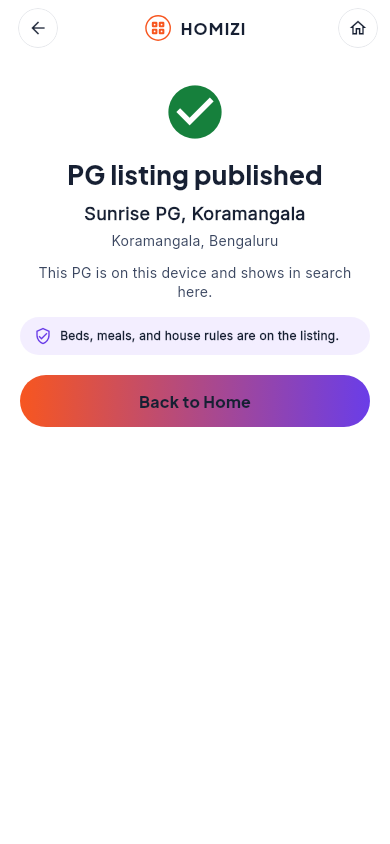 HOMIZI
PG listing published
Sunrise PG, Koramangala
Koramangala, Bengaluru
This PG is on this device and shows in search
here.
Beds, meals, and house rules are on the listing.
Back to Home